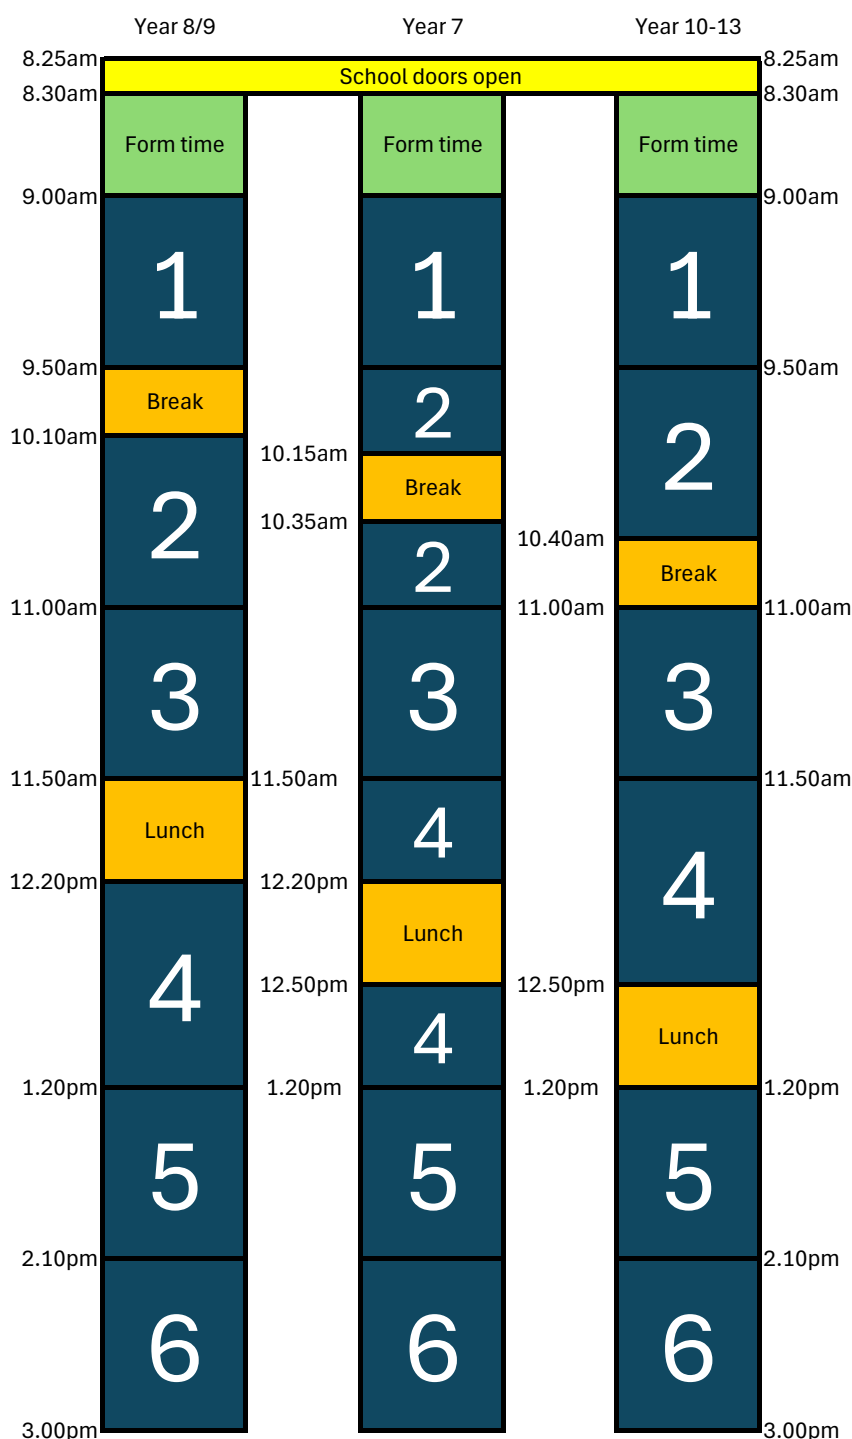 Year 8/9 Year 7 Year 10-13
8.25am 8.25am
School doors open
8.30am 8.30am
Form time Form time Form time
9.00am 9.00am
1 1 1
9.50am 9.50am
Break 2
10.10am 2
10.15am
Break
2
10.35am
10.40am
2 Break
11.00am 11.00am 11.00am
3 3 3
11.50am 11.50am 11.50am
Lunch 4
12.20pm 12.20pm
4
Lunch
4
12.50pm 12.50pm
4 Lunch
1.20pm 1.20pm 1.20pm 1.20pm
5 5 5
2.10pm 2.10pm
6 6 6
3.00pm 3.00pm